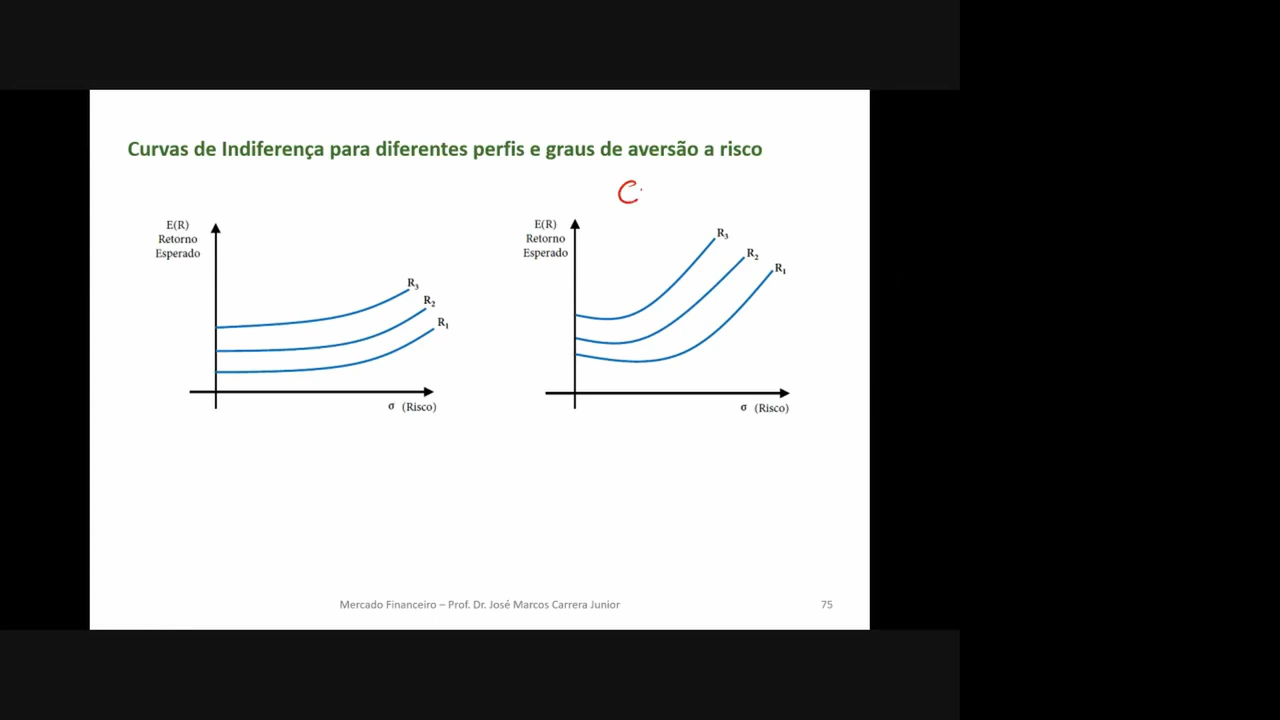 Curvas de Indiferença para diferentes perfis e graus de aversão a risco
C
E(R)
Retorno
Esperado
R₃
R₂
R₁
σ (Risco)
E(R)
Retorno
Esperado
R₃
R₂
R₁
σ (Risco)
Mercado Financeiro – Prof. Dr. José Marcos Carrera Junior
75